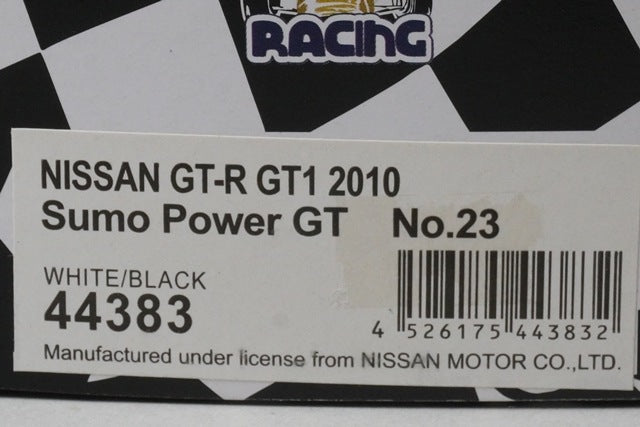 RACING
NISSAN GT-R GT1 2010
Sumo Power GT No.23
WHITE/BLACK
44383
4 526175 443832
Manufactured under license from NISSAN MOTOR CO.,LTD.